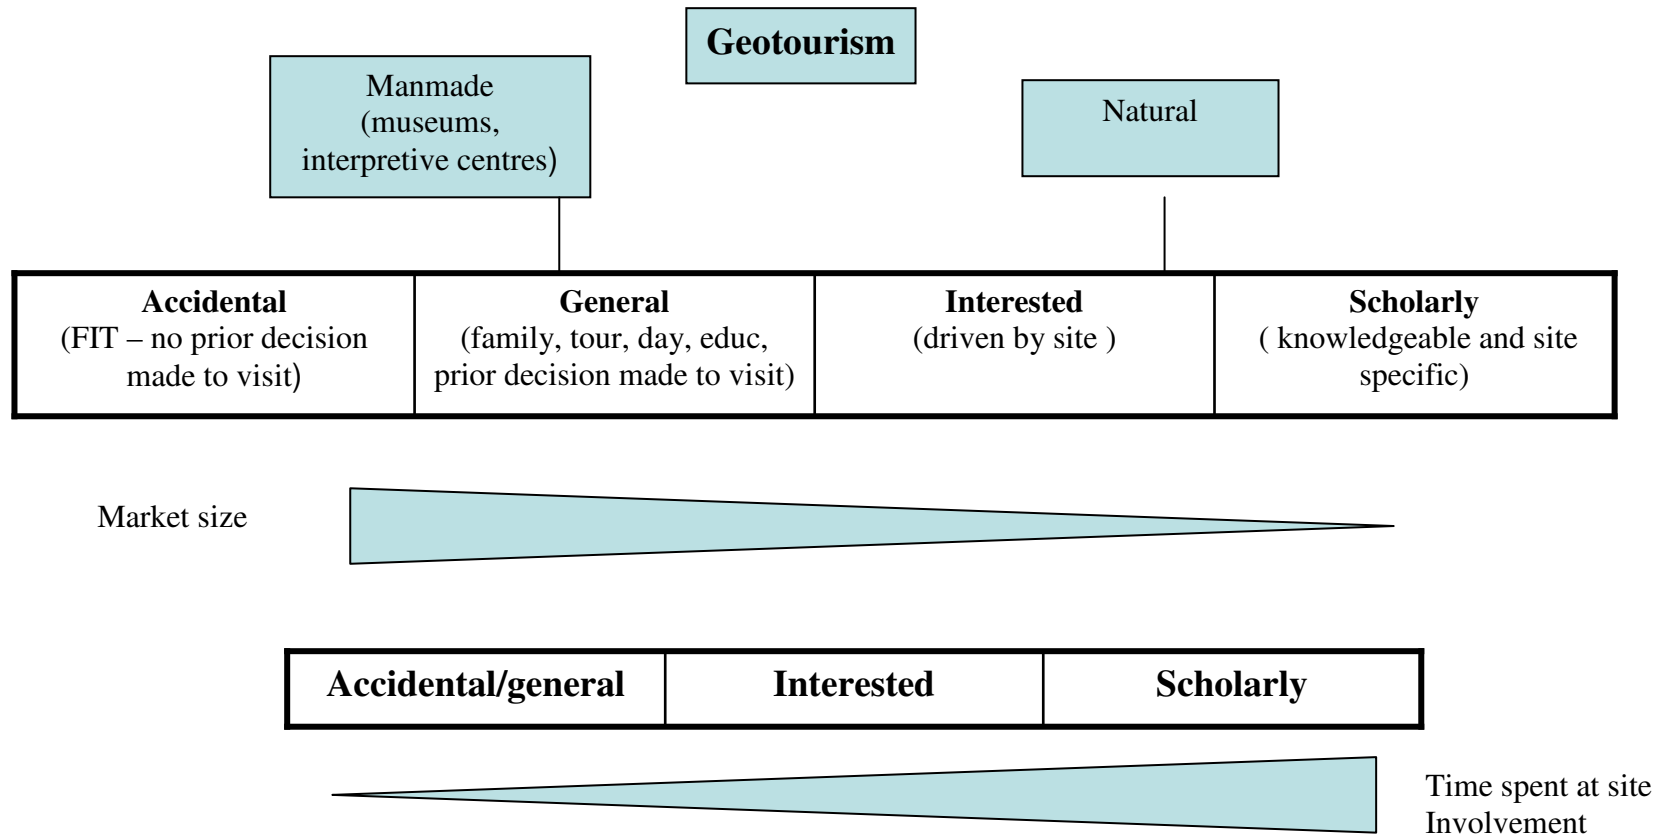 Geotourism
Manmade
(museums,
interpretive centres)
Natural
Accidental
(FIT – no prior decision
made to visit)
General
(family, tour, day, educ,
prior decision made to visit)
Interested
(driven by site )
Scholarly
( knowledgeable and site
specific)
Market size
Accidental/general
Interested
Scholarly
Time spent at site
Involvement